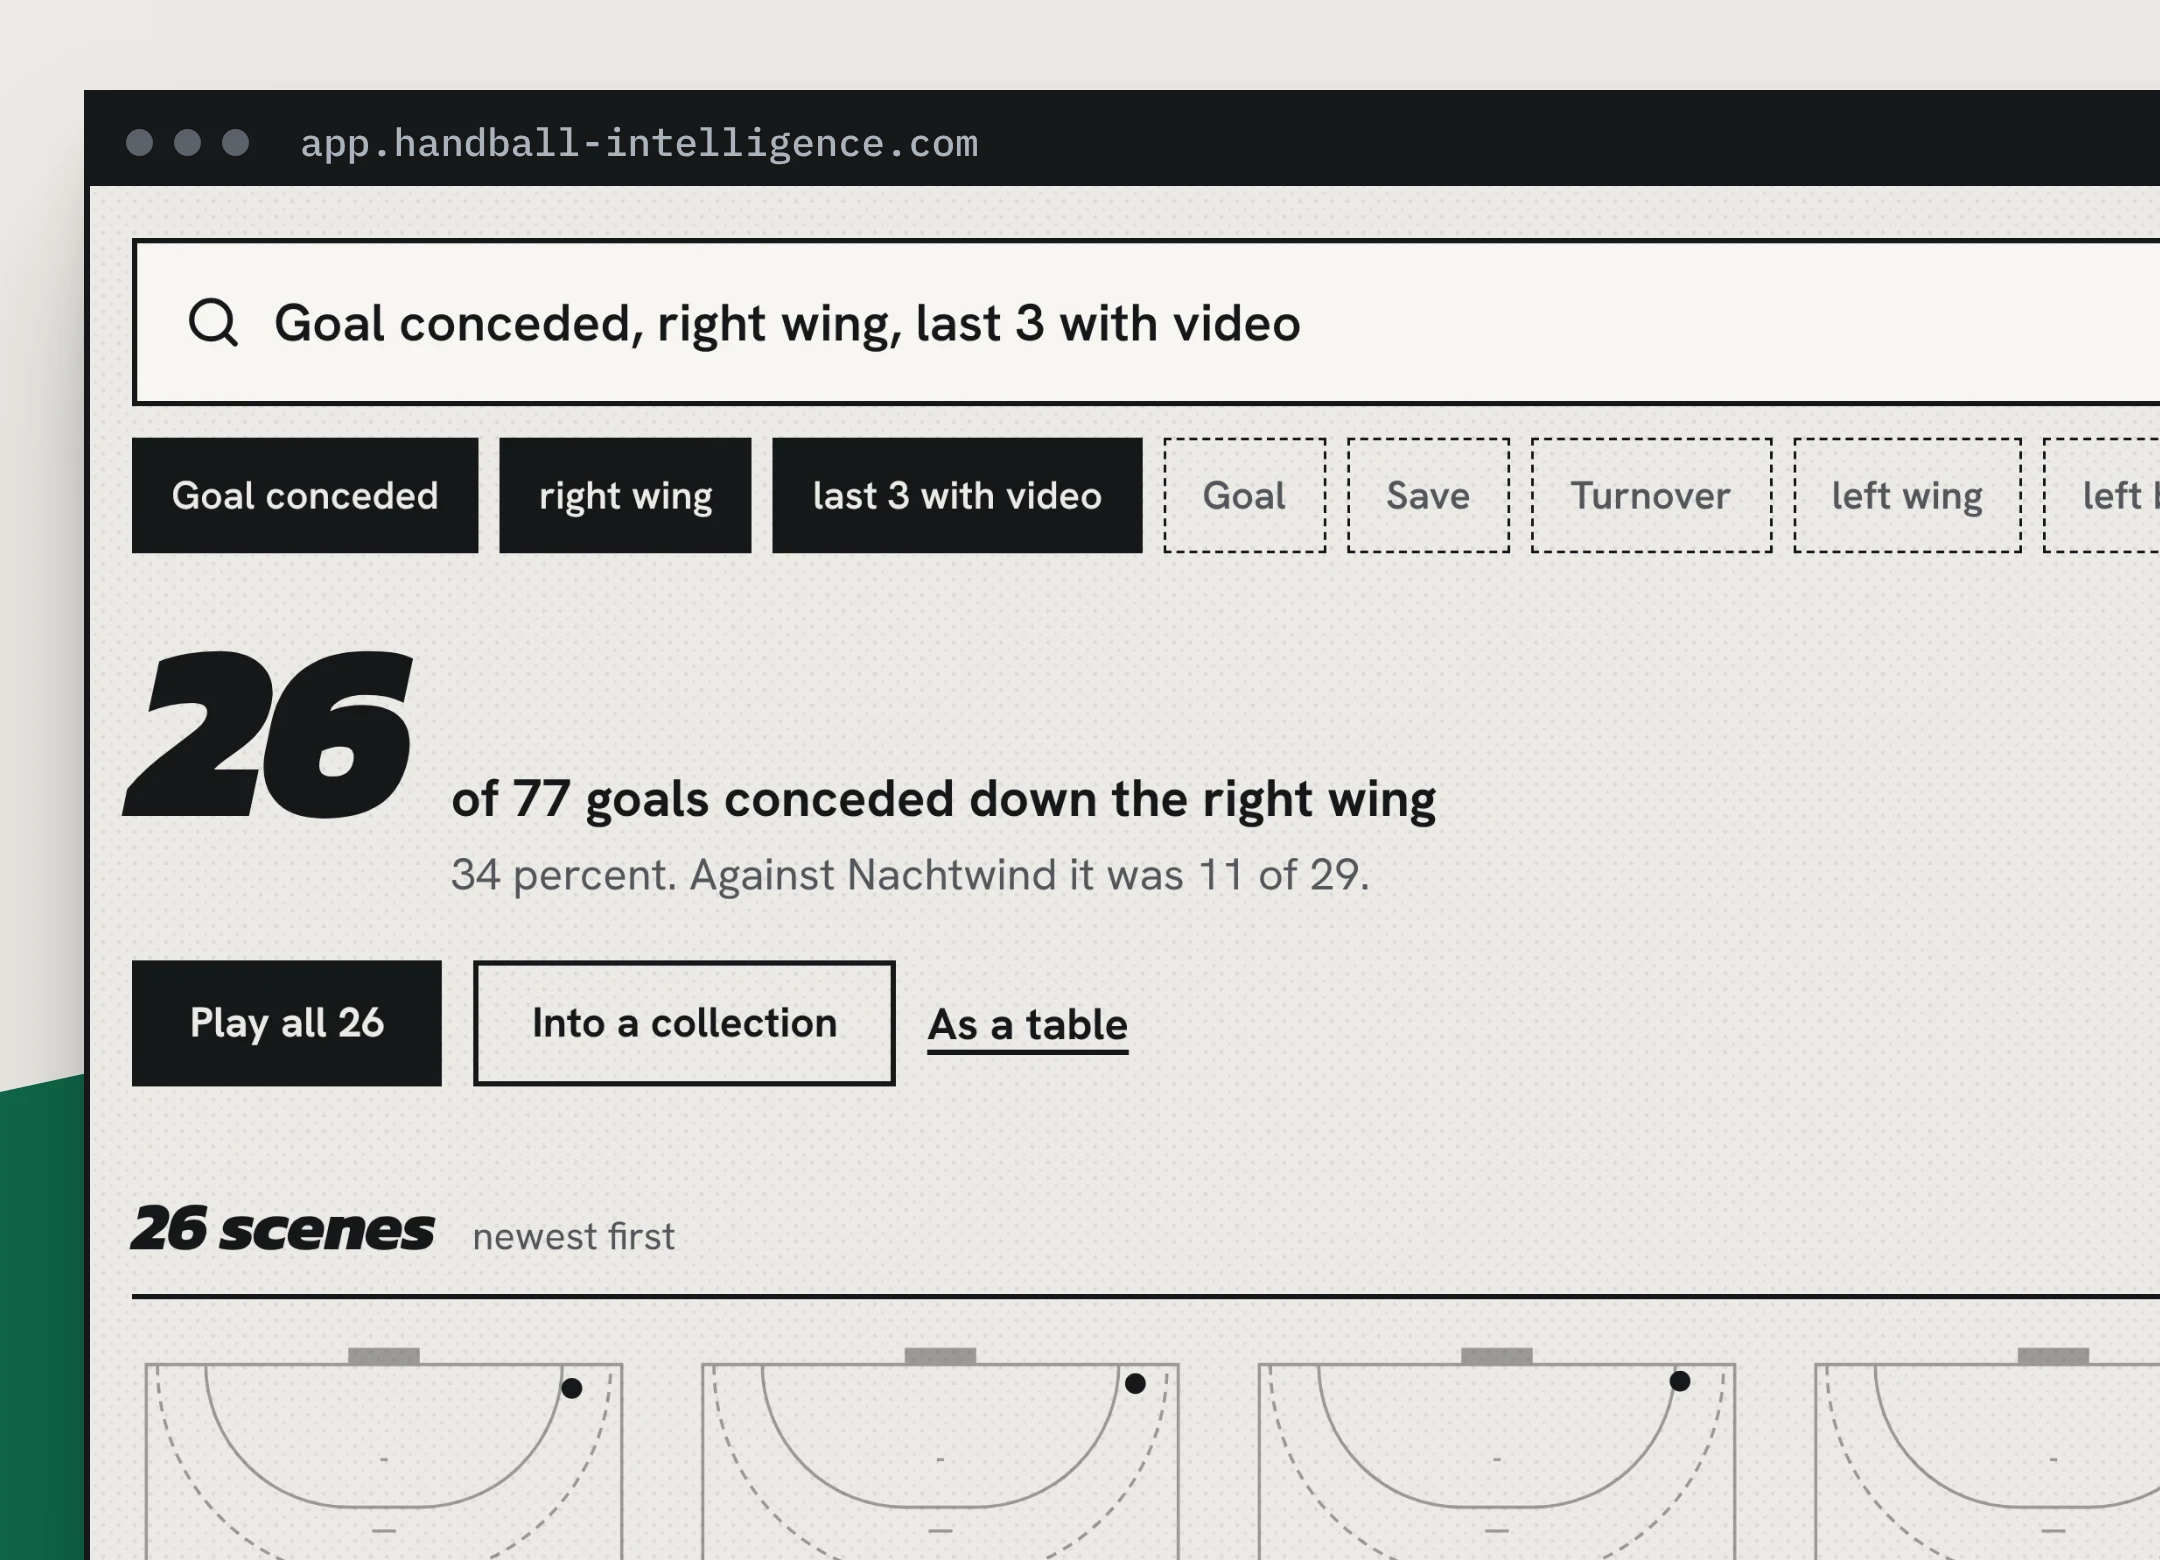 app.handball-intelligence.com
Goal conceded, right wing, last 3 with video
Goal conceded right wing last 3 with video Goal Save Turnover left wing left
26 of 77 goals conceded down the right wing
34 percent. Against Nachtwind it was 11 of 29.
Play all 26 Into a collection As a table
26 scenes newest first